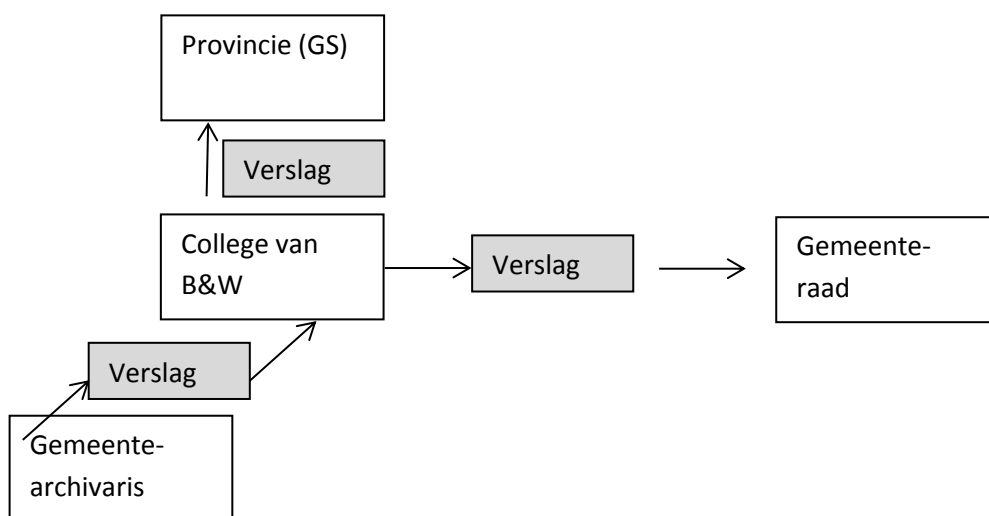 Provincie (GS)
Verslag
College van
B&W
Verslag
Gemeente-
raad
Verslag
Gemeente-
archivaris